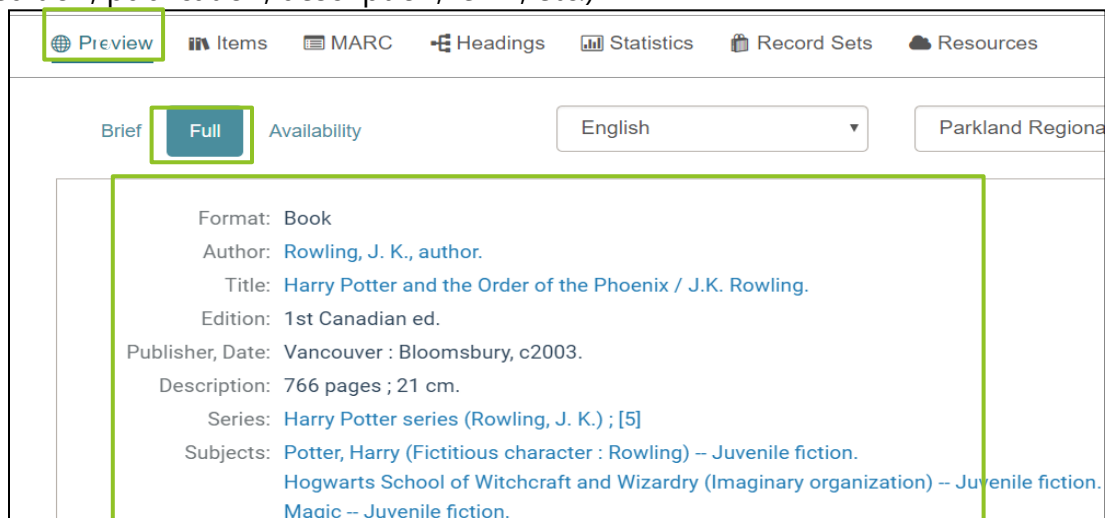 Preview Items MARC Headings Statistics Record Sets Resources
Brief Full Availability English Parkland Regiona
Format: Book
Author: Rowling, J. K., author.
Title: Harry Potter and the Order of the Phoenix / J.K. Rowling.
Edition: 1st Canadian ed.
Publisher, Date: Vancouver : Bloomsbury, c2003.
Description: 766 pages ; 21 cm.
Series: Harry Potter series (Rowling, J. K.) ; [5]
Subjects: Potter, Harry (Fictitious character : Rowling) -- Juvenile fiction.
Hogwarts School of Witchcraft and Wizardry (Imaginary organization) -- Juvenile fiction.
Magic -- Juvenile fiction.